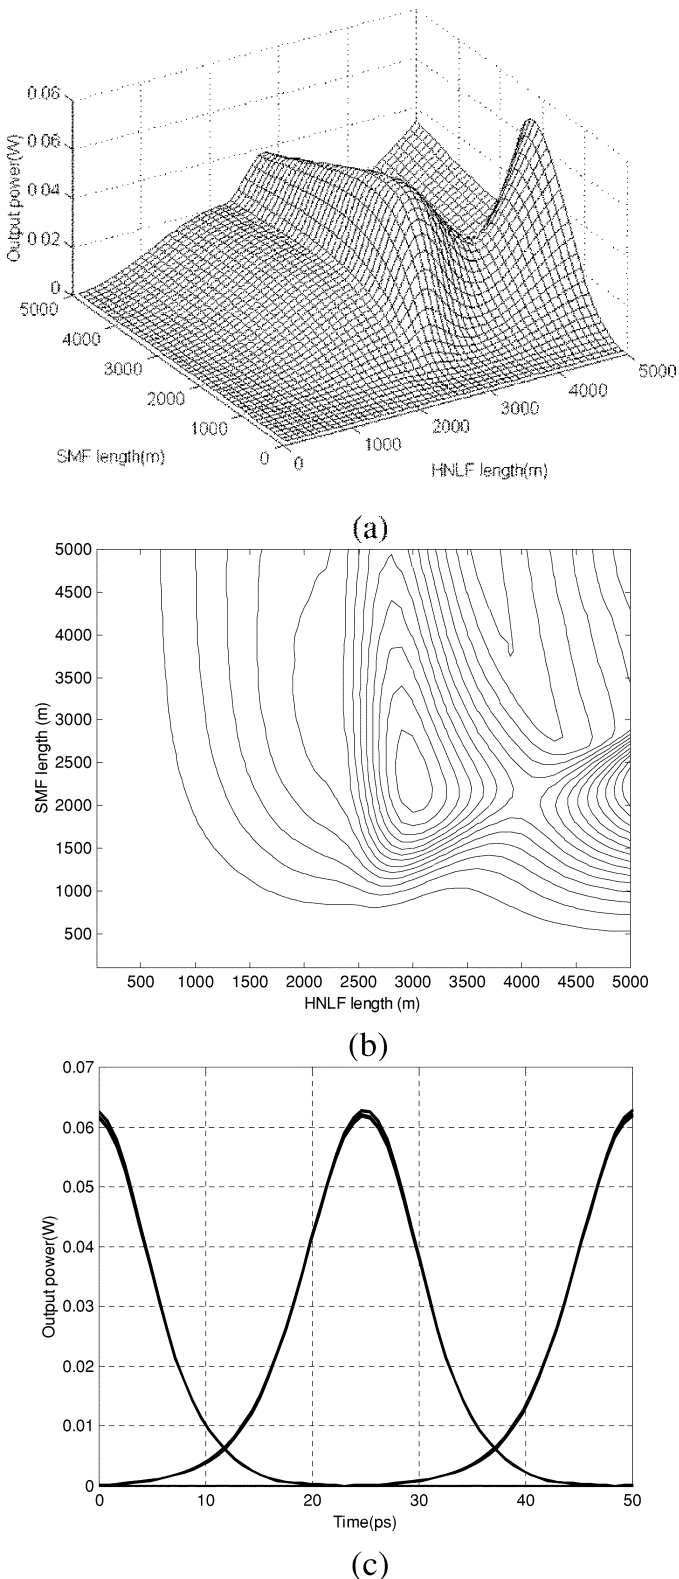 0.08
0.06
0.04
0.02
0
Output power(W)
5000
4000
3000
2000
1000
0
SMF length(m)
0
1000
2000
3000
4000
5000
HNLF length(m)
(a)
5000
4500
4000
3500
3000
2500
2000
1500
1000
500
SMF length (m)
500 1000 1500 2000 2500 3000 3500 4000 4500 5000
HNLF length (m)
(b)
0.07
0.06
0.05
0.04
0.03
0.02
0.01
0
Output power(W)
0 10 20 30 40 50
Time(ps)
(c)